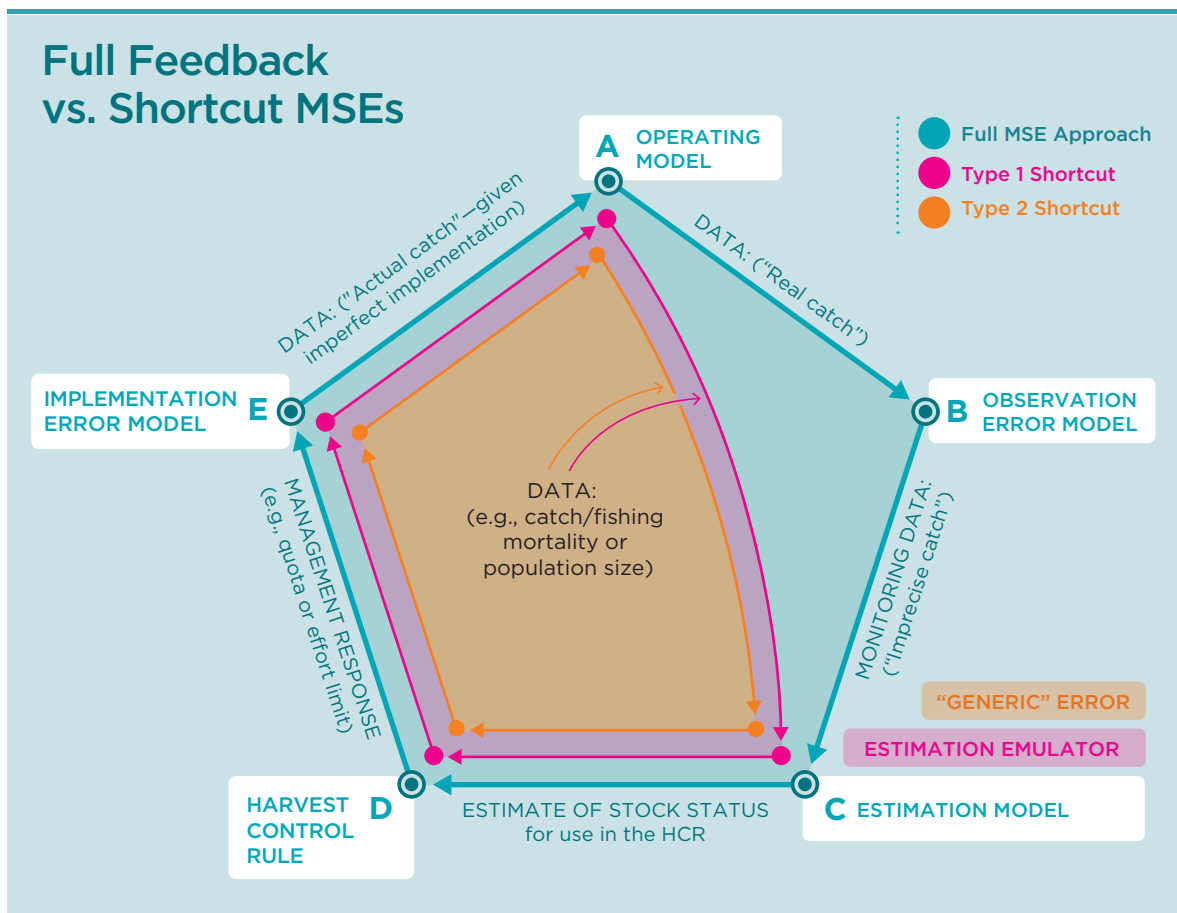 Full Feedback
vs. Shortcut MSEs
A OPERATING
MODEL
Full MSE Approach
Type 1 Shortcut
Type 2 Shortcut
DATA: ("Actual catch"—given
imperfect implementation)
DATA: (“Real catch”)
IMPLEMENTATION
ERROR MODEL
E
B OBSERVATION
ERROR MODEL
DATA:
(e.g., catch/fishing
mortality or
population size)
MANAGEMENT RESPONSE
(e.g., quota or effort limit)
MONITORING DATA:
(“Imprecise catch”)
“GENERIC” ERROR
ESTIMATION EMULATOR
HARVEST
CONTROL
RULE
D
ESTIMATE OF STOCK STATUS
for use in the HCR
C ESTIMATION MODEL